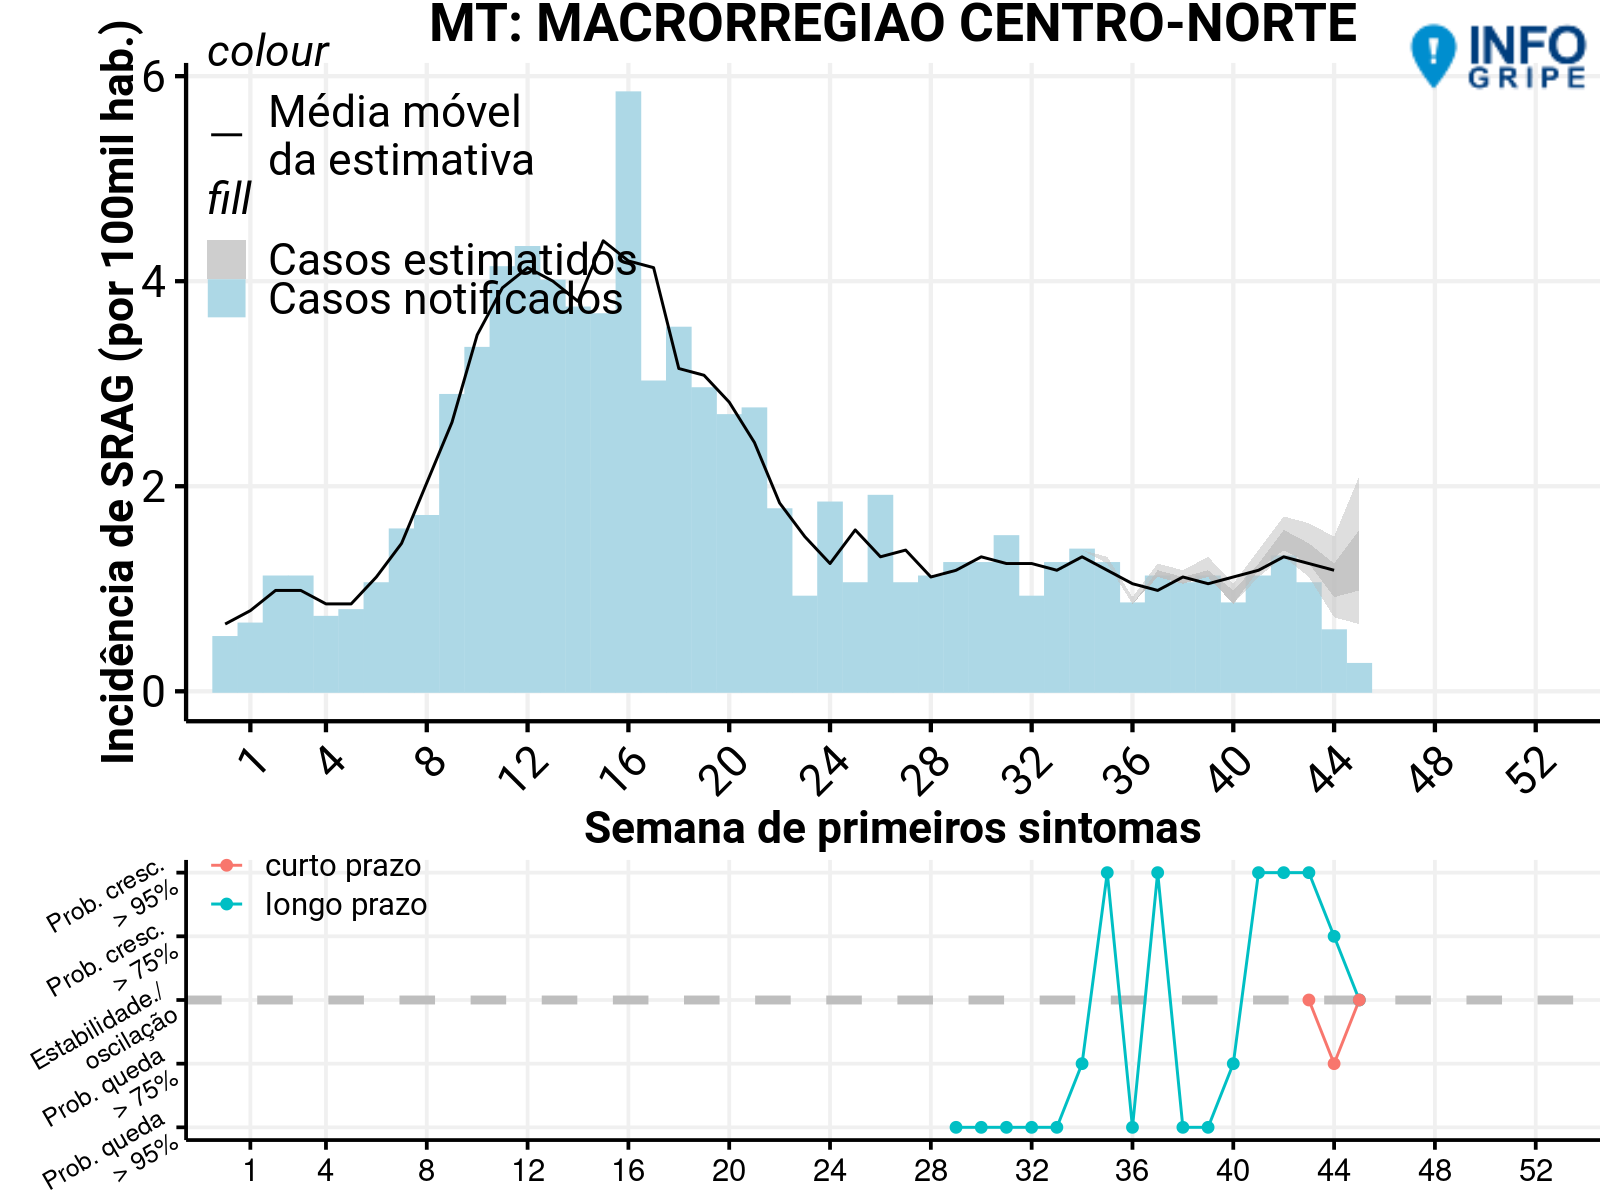 MT: MACRORREGIAO CENTRO-NORTE
INFO
GRIPE
colour
Média móvel
da estimativa
fill
Casos estimatidos
Casos notificados
Incidência de SRAG (por 100mil hab.)
6
4
2
0
1 4 8 12 16 20 24 28 32 36 40 44 48 52
Semana de primeiros sintomas
curto prazo
longo prazo
Prob. cresc.
> 95%
Prob. cresc.
> 75%
Estabilidade./
oscilação
Prob. queda
> 75%
Prob. queda
> 95%
1 4 8 12 16 20 24 28 32 36 40 44 48 52